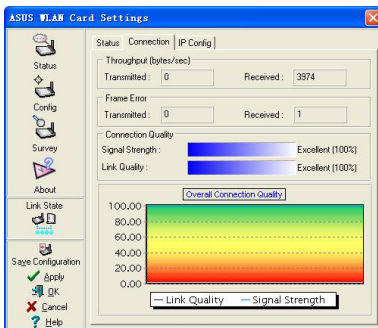 ASUS WLAN Card Settings
Status
Config
Survey
About
Link State
Save Configuration
Apply
OK
Cancel
Help
Status Connection IP Config
Throughput (bytes/sec)
Transmitted : 0 Received : 3974
Frame Error
Transmitted : 0 Received : 1
Connection Quality
Signal Strength : Excellent (100%)
Link Quality : Excellent (100%)
Overall Connection Quality
100.00
80.00
60.00
40.00
20.00
0.00
Link Quality Signal Strength